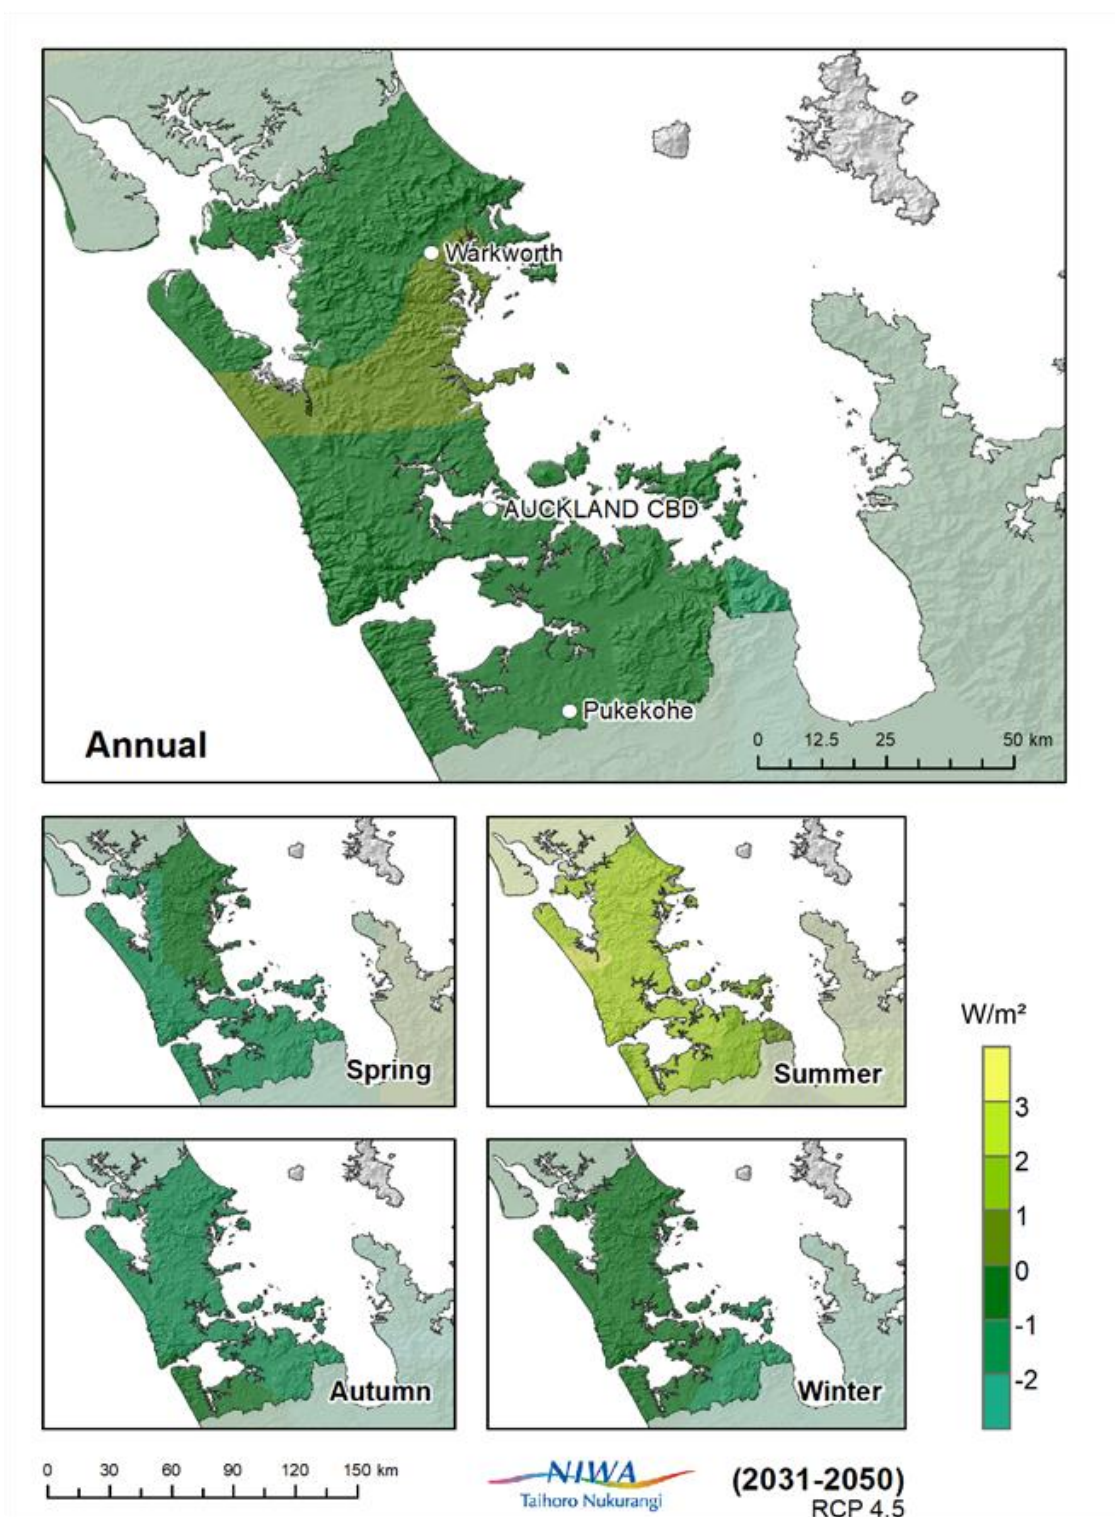 Warkworth
AUCKLAND CBD
Pukekohe
Annual
0 12.5 25 50 km
Spring
Summer
W/m²
3
2
1
0
-1
-2
Autumn
Winter
0 30 60 90 120 150 km
NIWA
Taihoro Nukurangi
(2031-2050)
RCP 4.5